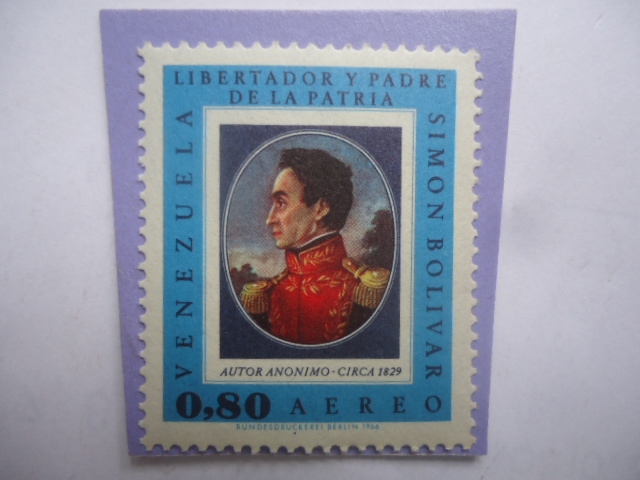 LIBERTADOR Y PADRE
DE LA PATRIA
VENEZUELA
SIMON BOLIVAR
AUTOR ANONIMO - CIRCA 1829
0,80 AEREO
BUNDESDRUCKEREI BERLIN 1966